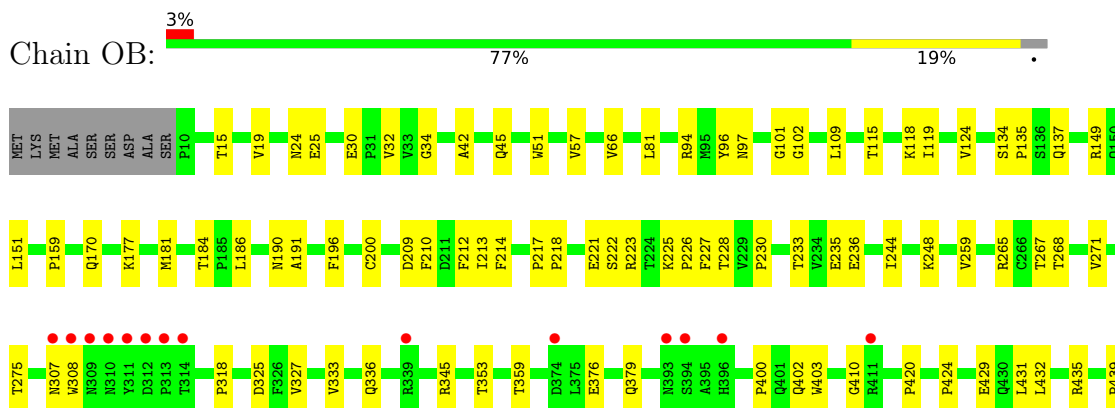 3%
Chain OB:
77% 19% •
MET LYS MET ALA SER SER ASP ALA SER P10 T15 V19 N24 E25 E30 P31 V32 V33 G34 A42 Q45 W51 V57 V66 L81 R94 M95 Y96 N97 G101 G102 L109 T115 K118 I119 V124 S134 P135 S136 Q137 R149
L151 P159 Q170 K177 M181 T184 P185 L186 N190 A191 F196 C200 D209 F210 D211 F212 I213 F214 P217 P218 E221 S222 R223 T224 K225 P226 F227 T228 V229 P230 T233 V234 E235 E236 I244 K248 V259 R265 C266 T267 T268 V271
T275 N307 W308 N309 N310 Y311 D312 P313 T314 P318 D325 F326 V327 V333 Q336 R339 R345 T353 T359 D374 L375 E376 Q379 N393 S394 A395 H396 P400 Q401 Q402 W403 G410 R411 P420 P424 E429 Q430 L431 L432 R435